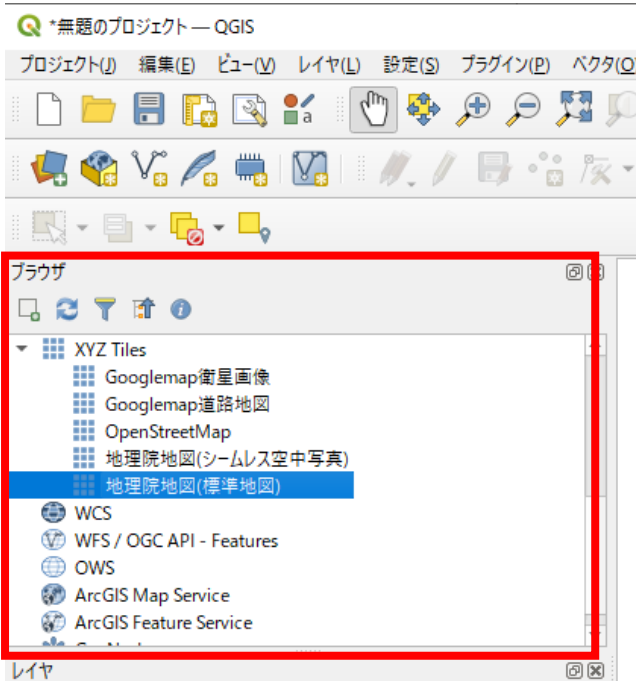 *無題のプロジェクト — QGIS
プロジェクト(J) 編集(E) ビュー(V) レイヤ(L) 設定(S) プラグイン(P) ベクタ(O)
a
ブラウザ
XYZ Tiles
Googlemap衛星画像
Googlemap道路地図
OpenStreetMap
地理院地図(シームレス空中写真)
地理院地図(標準地図)
WCS
WFS / OGC API - Features
OWS
ArcGIS Map Service
ArcGIS Feature Service
レイヤ